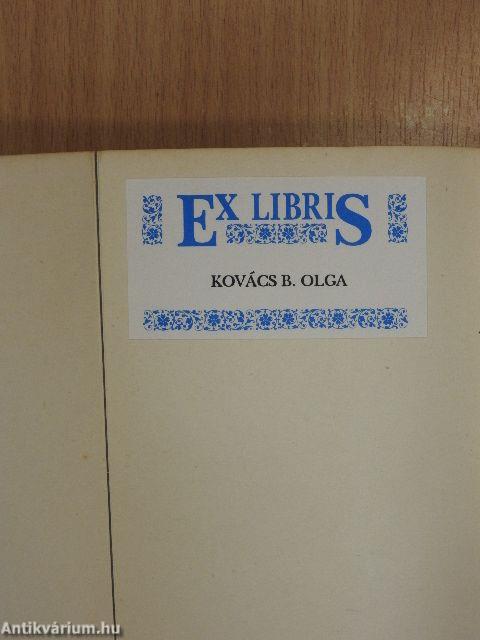 EX LIBRIS
KOVÁCS B. OLGA
Antikvárium.hu